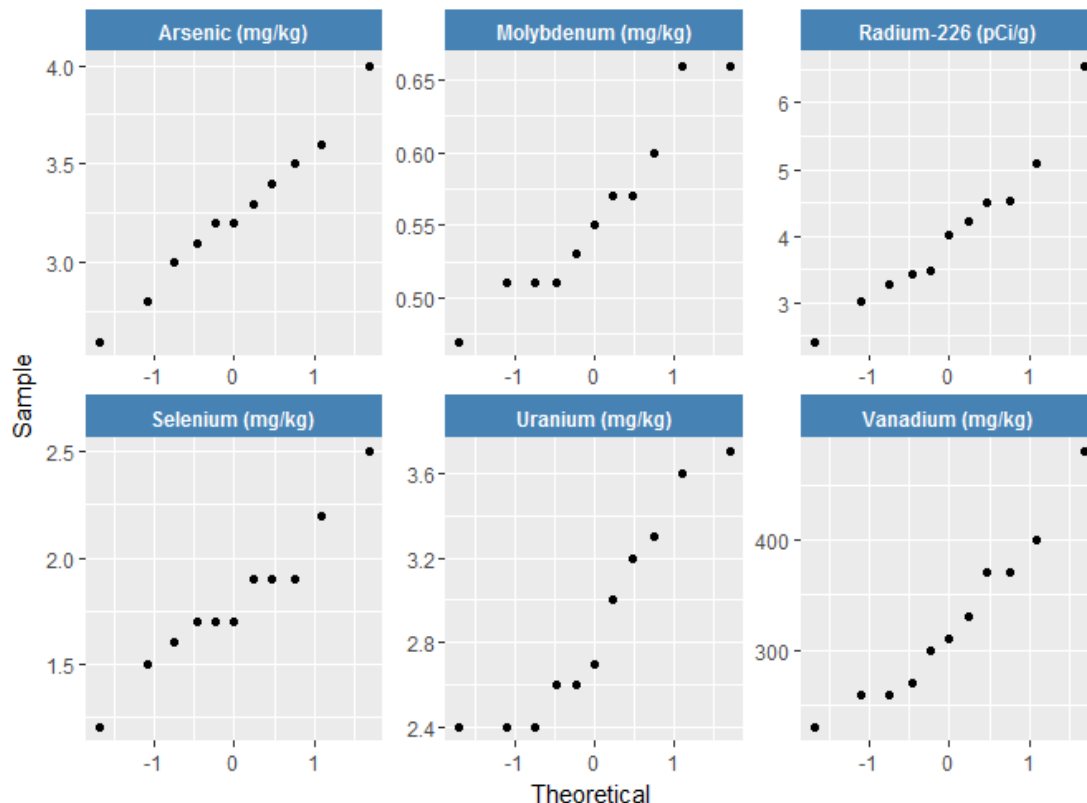 Arsenic (mg/kg)
Molybdenum (mg/kg)
Radium-226 (pCi/g)
4.0
3.5
3.0
-1 0 1
0.65
0.60
0.55
0.50
-1 0 1
6
5
4
3
-1 0 1
Sample
Selenium (mg/kg)
Uranium (mg/kg)
Vanadium (mg/kg)
2.5
2.0
1.5
-1 0 1
3.6
3.2
2.8
2.4
-1 0 1
400
300
-1 0 1
Theoretical